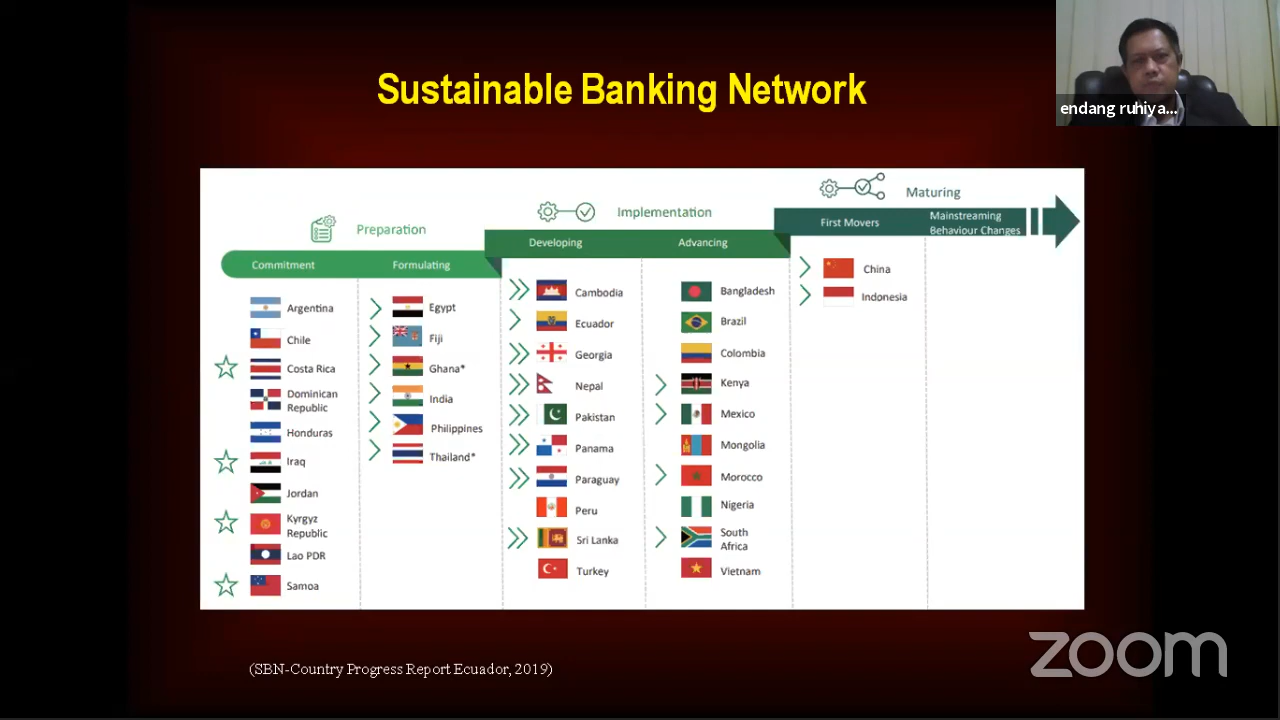 Sustainable Banking Network
endang ruhiya...
Maturing
Implementation
Preparation
First Movers
Mainstreaming
Behaviour Changes
Developing
Advancing
Commitment
Formulating
Argentina
Chile
Costa Rica
Dominican
Republic
Honduras
Iraq
Jordan
Kyrgyz
Republic
Lao PDR
Samoa
Egypt
Fiji
Ghana*
India
Philippines
Thailand*
Cambodia
Ecuador
Georgia
Nepal
Pakistan
Panama
Paraguay
Peru
Sri Lanka
Turkey
Bangladesh
Brazil
Colombia
Kenya
Mexico
Mongolia
Morocco
Nigeria
South
Africa
Vietnam
China
Indonesia
(SBN-Country Progress Report Ecuador, 2019)
zoom